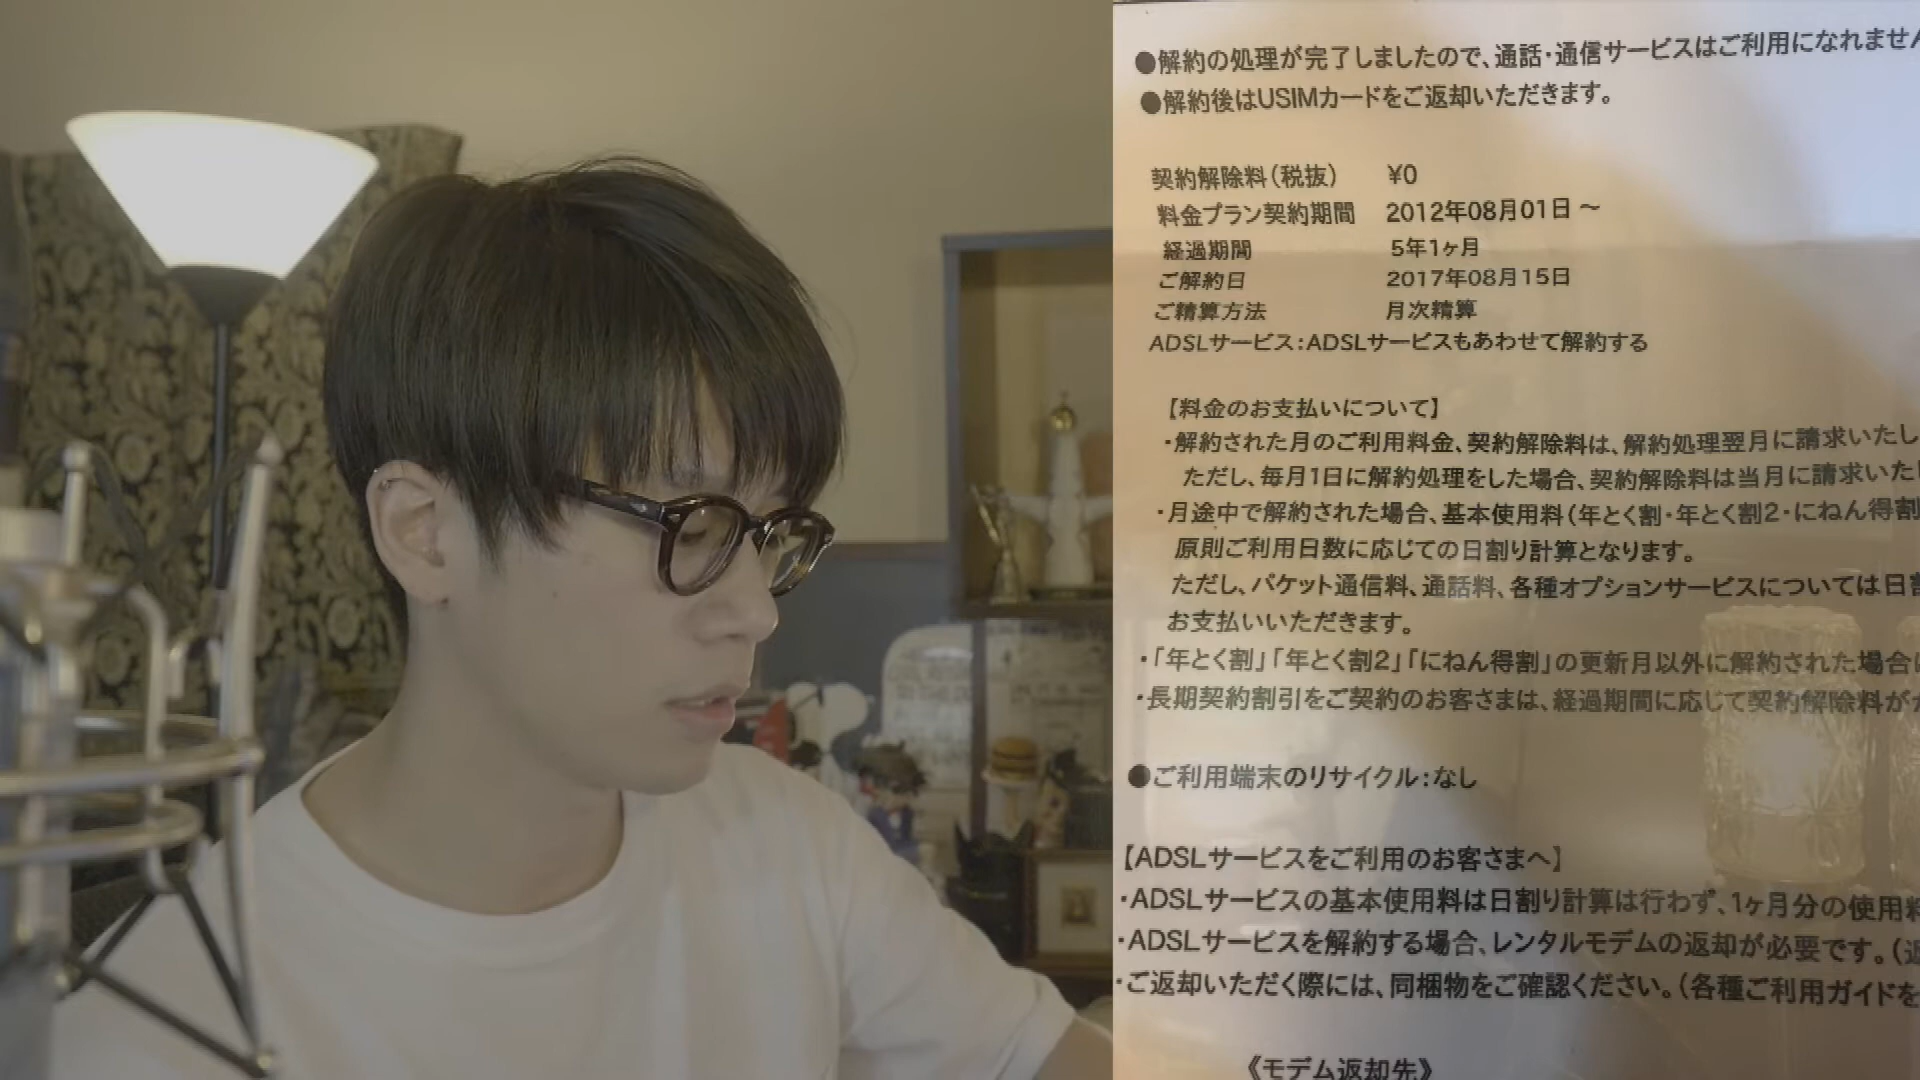 ●解約の処理が完了しましたので、通話・通信サービスはご利用になれません
●解約後はUSIMカードをご返却いただきます。
契約解除料(税抜) ¥0
料金プラン契約期間 2012年08月01日 ~
経過期間 5年1ヶ月
ご解約日 2017年08月15日
ご精算方法 月次精算
ADSLサービス:ADSLサービスもあわせて解約する
【料金のお支払いについて】
・解約された月のご利用料金、契約解除料は、解約処理翌月に請求いたし
ただし、毎月1日に解約処理をした場合、契約解除料は当月に請求いたし
・月途中で解約された場合、基本使用料(年とく割・年とく割2・にねん得割
原則ご利用日数に応じての日割り計算となります。
ただし、パケット通信料、通話料、各種オプションサービスについては日割
お支払いいただきます。
・「年とく割」「年とく割2」「にねん得割」の更新月以外に解約された場合は
・長期契約割引をご契約のお客さまは、経過期間に応じて契約解除料がか
●ご利用端末のリサイクル:なし
【ADSLサービスをご利用のお客さまへ】
・ADSLサービスの基本使用料は日割り計算は行わず、1ヶ月分の使用料
・ADSLサービスを解約する場合、レンタルモデムの返却が必要です。(返
・ご返却いただく際には、同梱物をご確認ください。(各種ご利用ガイドを
《モデム返却先》